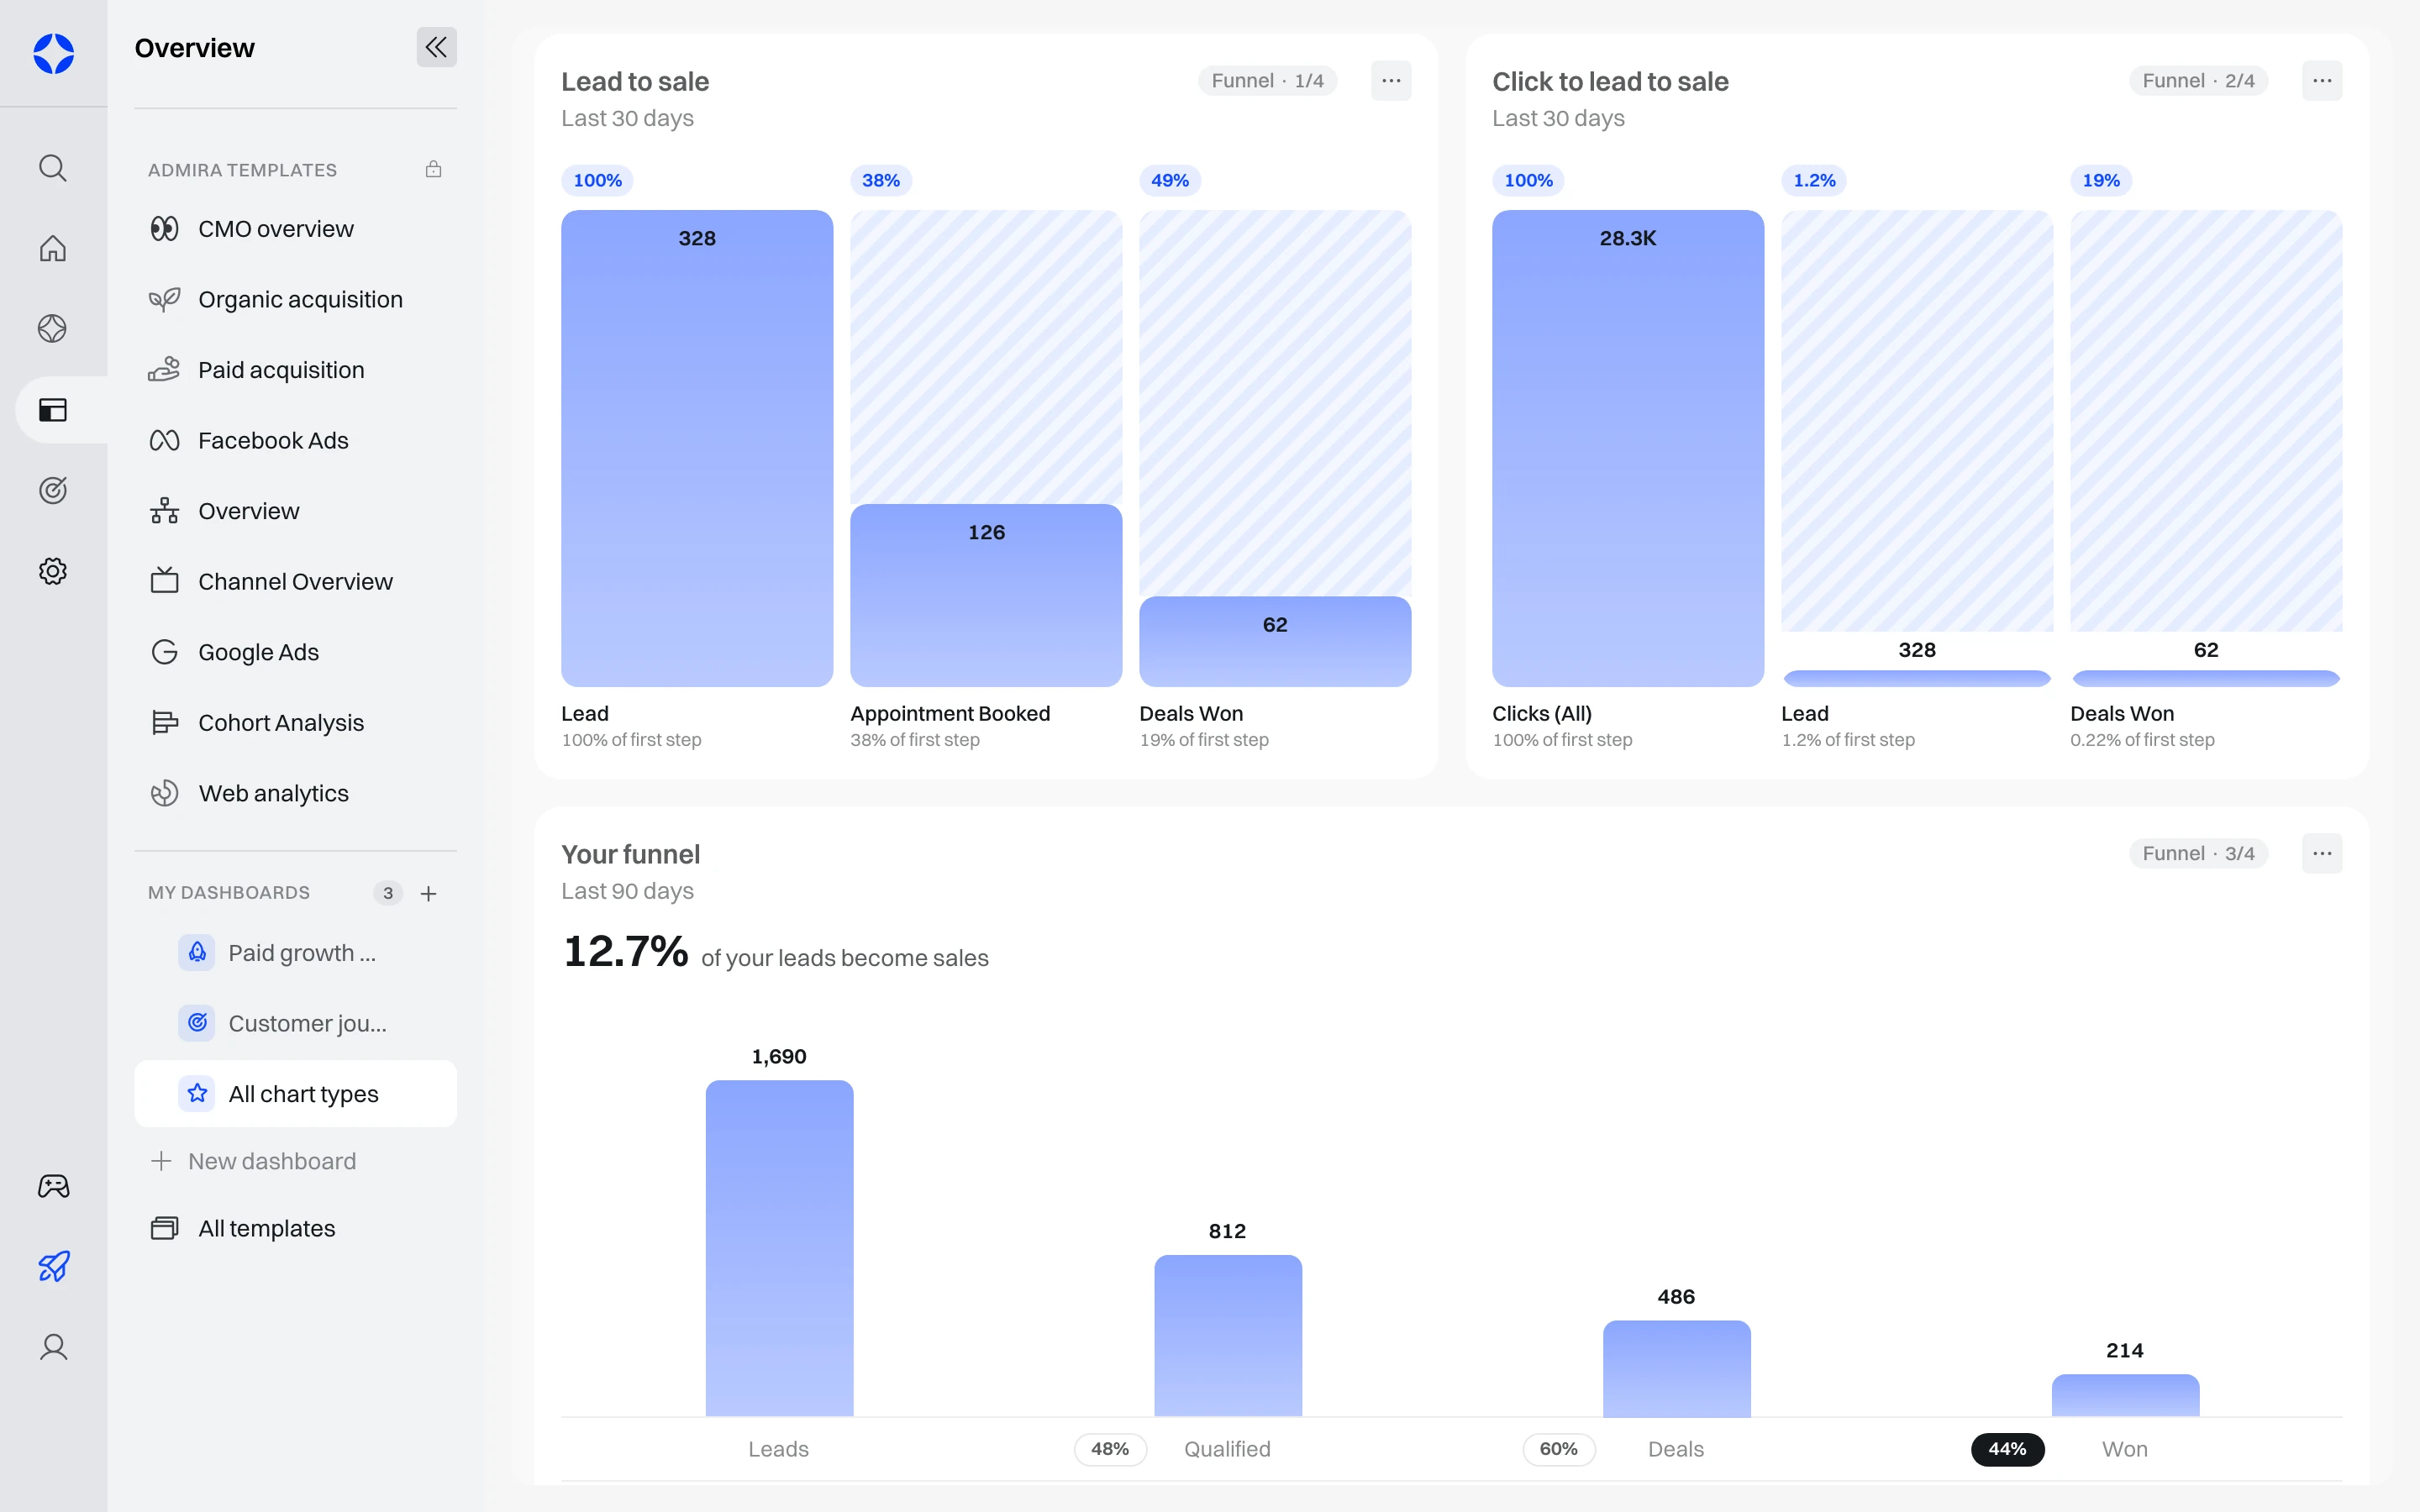 Overview
ADMIRA TEMPLATES
CMO overview
Organic acquisition
Paid acquisition
Facebook Ads
Overview
Channel Overview
Google Ads
Cohort Analysis
Web analytics
MY DASHBOARDS 3
Paid growth ...
Customer jou...
All chart types
New dashboard
All templates
Lead to sale
Funnel · 1/4
Last 30 days
100% 38% 49%
328
126
62
Lead Appointment Booked Deals Won
100% of first step 38% of first step 19% of first step
Click to lead to sale
Funnel · 2/4
Last 30 days
100% 1.2% 19%
28.3K
328 62
Clicks (All) Lead Deals Won
100% of first step 1.2% of first step 0.22% of first step
Your funnel
Funnel · 3/4
Last 90 days
12.7% of your leads become sales
1,690
812
486
214
Leads 48% Qualified 60% Deals 44% Won